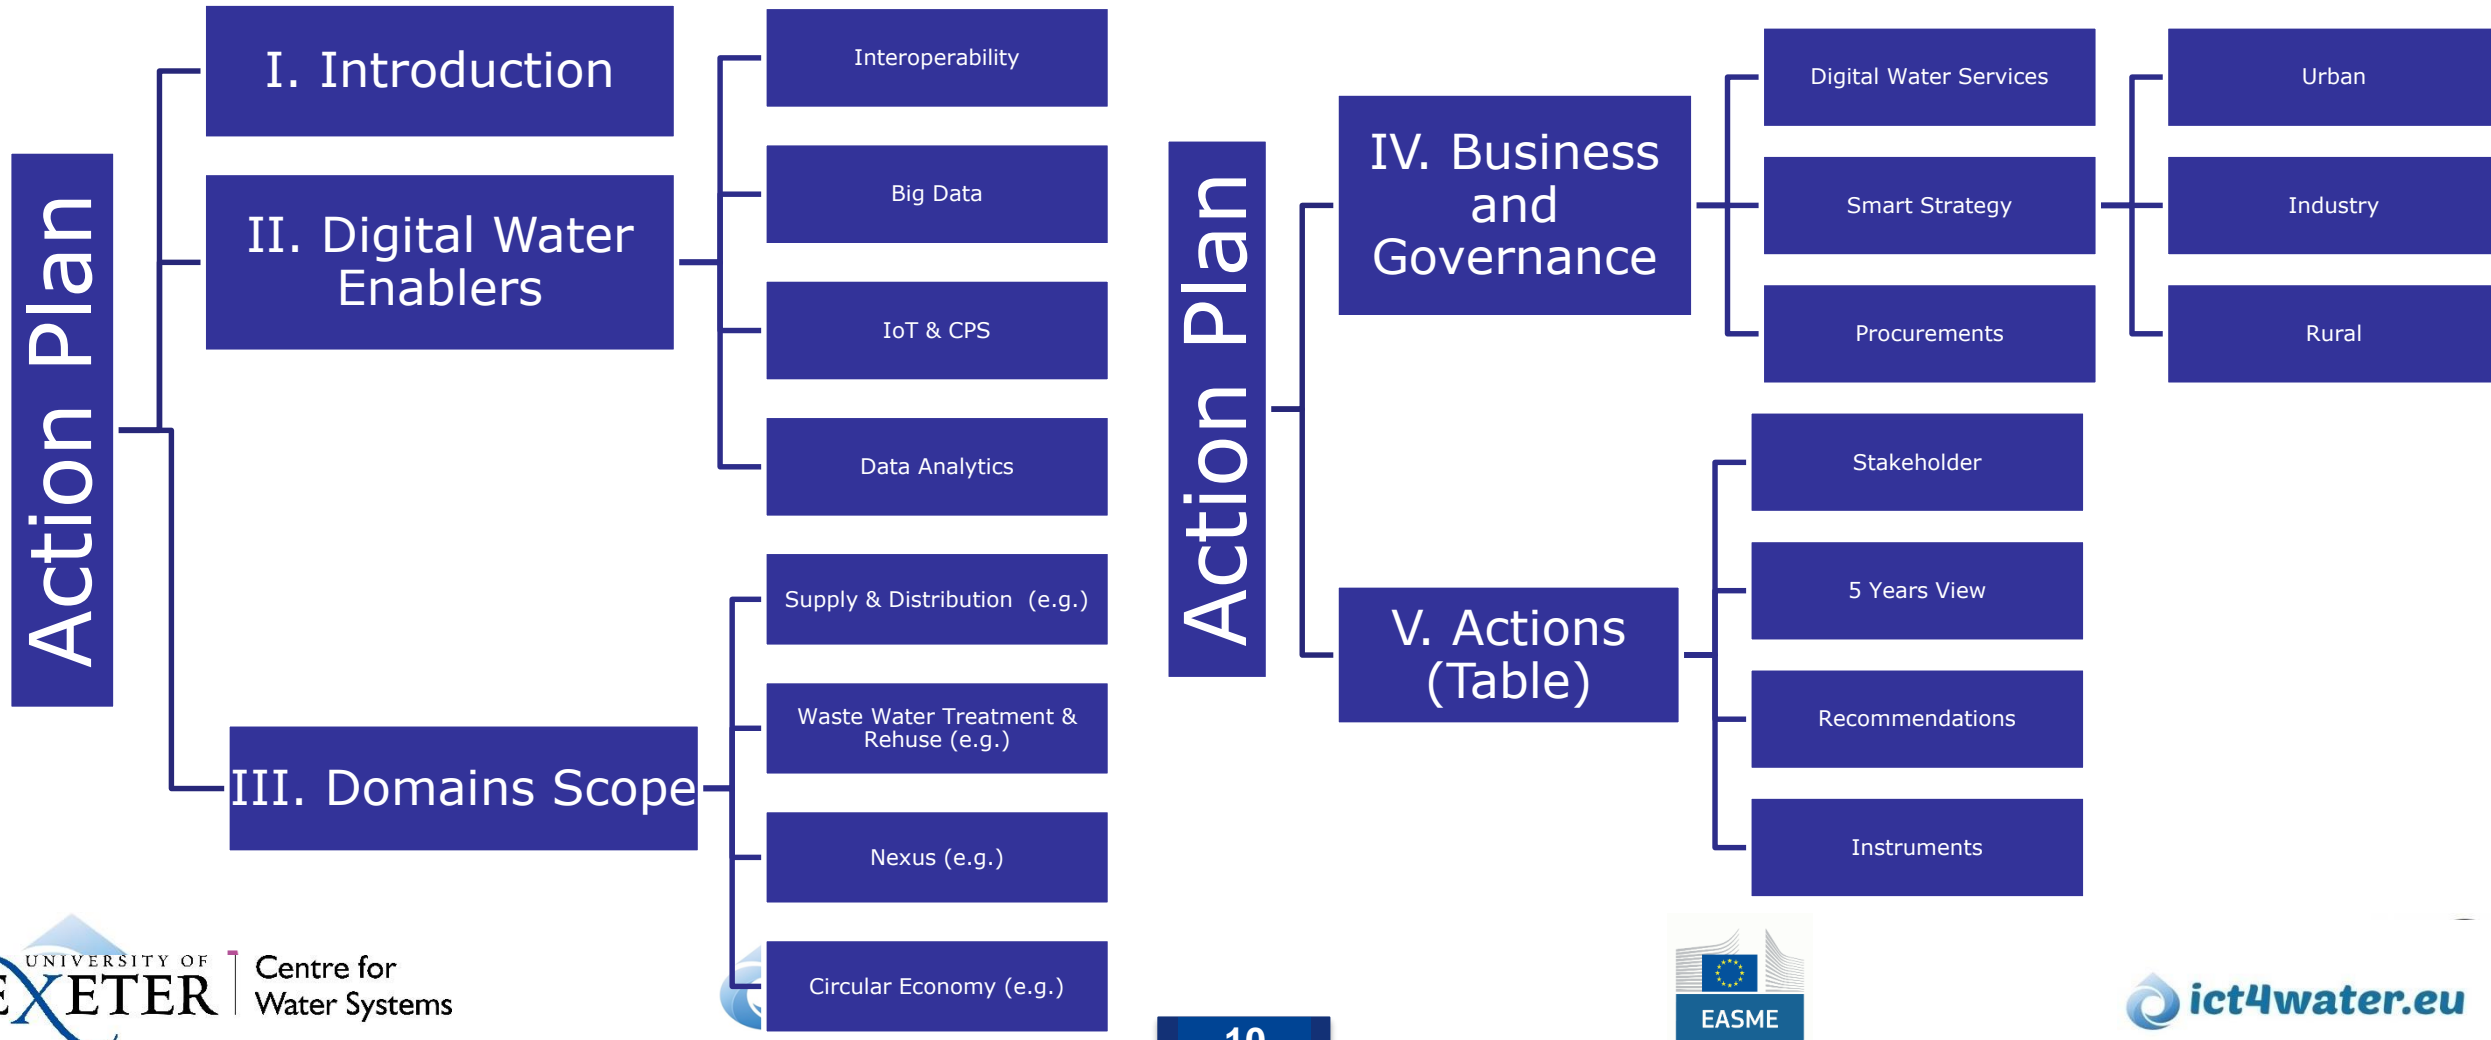 Action Plan
I. Introduction
II. Digital Water
Enablers
Interoperability
Big Data
IoT & CPS
Data Analytics
III. Domains Scope
Supply & Distribution (e.g.)
Waste Water Treatment &
Rehuse (e.g.)
Nexus (e.g.)
Circular Economy (e.g.)
Action Plan
IV. Business
and
Governance
Digital Water Services
Smart Strategy
Procurements
Urban
Industry
Rural
V. Actions
(Table)
Stakeholder
5 Years View
Recommendations
Instruments
UNIVERSITY OF
EXETER
Centre for
Water Systems
10
EASME
ict4water.eu